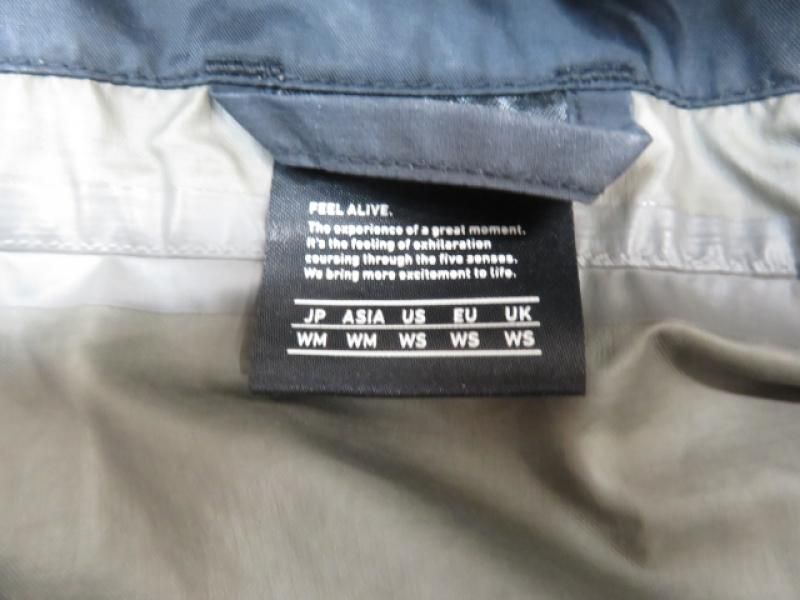 FEEL ALIVE.
The experience of a great moment.
It's the feeling of exhilaration
coursing through the five senses.
We bring more excitement to life.
JP ASIA US EU UK
WM WM WS WS WS